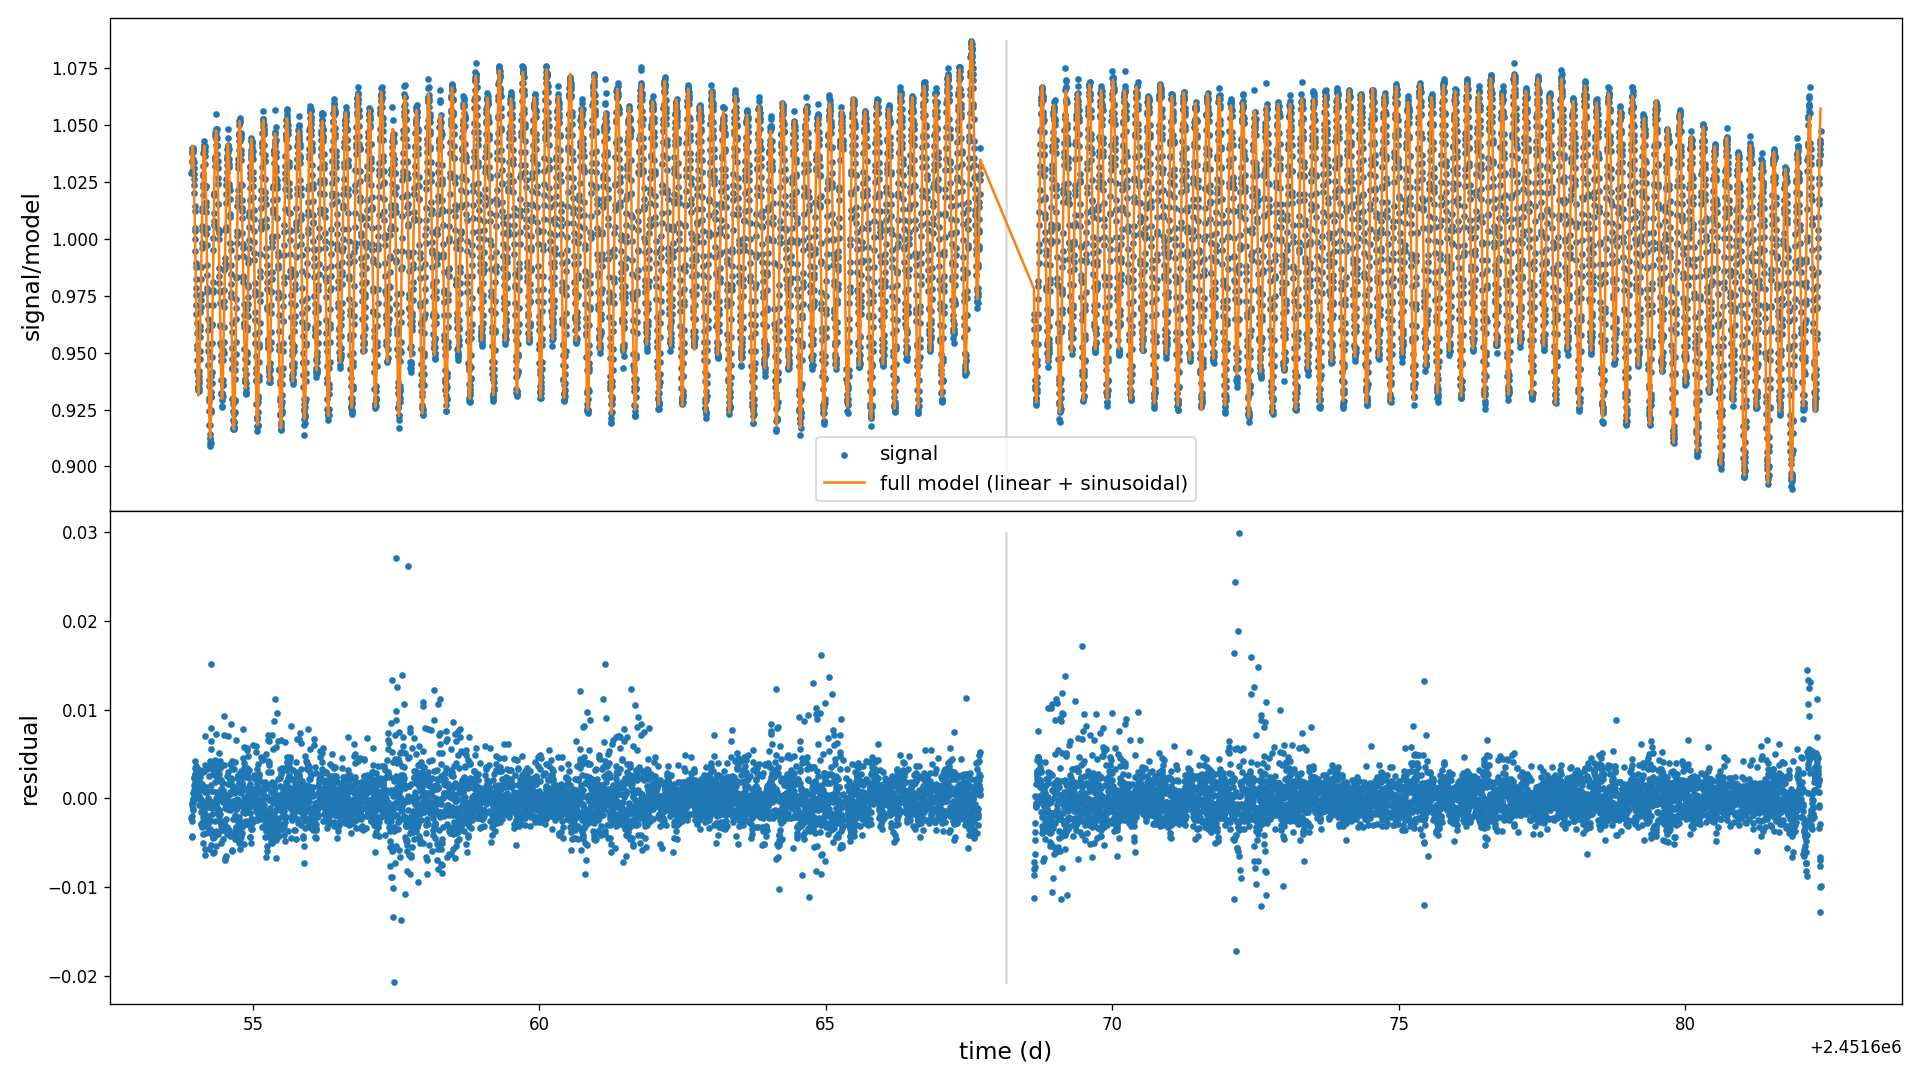 signal/model
1.075
1.050
1.025
1.000
0.975
0.950
0.925
0.900
signal
full model (linear + sinusoidal)
residual
0.03
0.02
0.01
0.00
−0.01
−0.02
55 60 65 70 75 80
time (d)
+2.4516e6